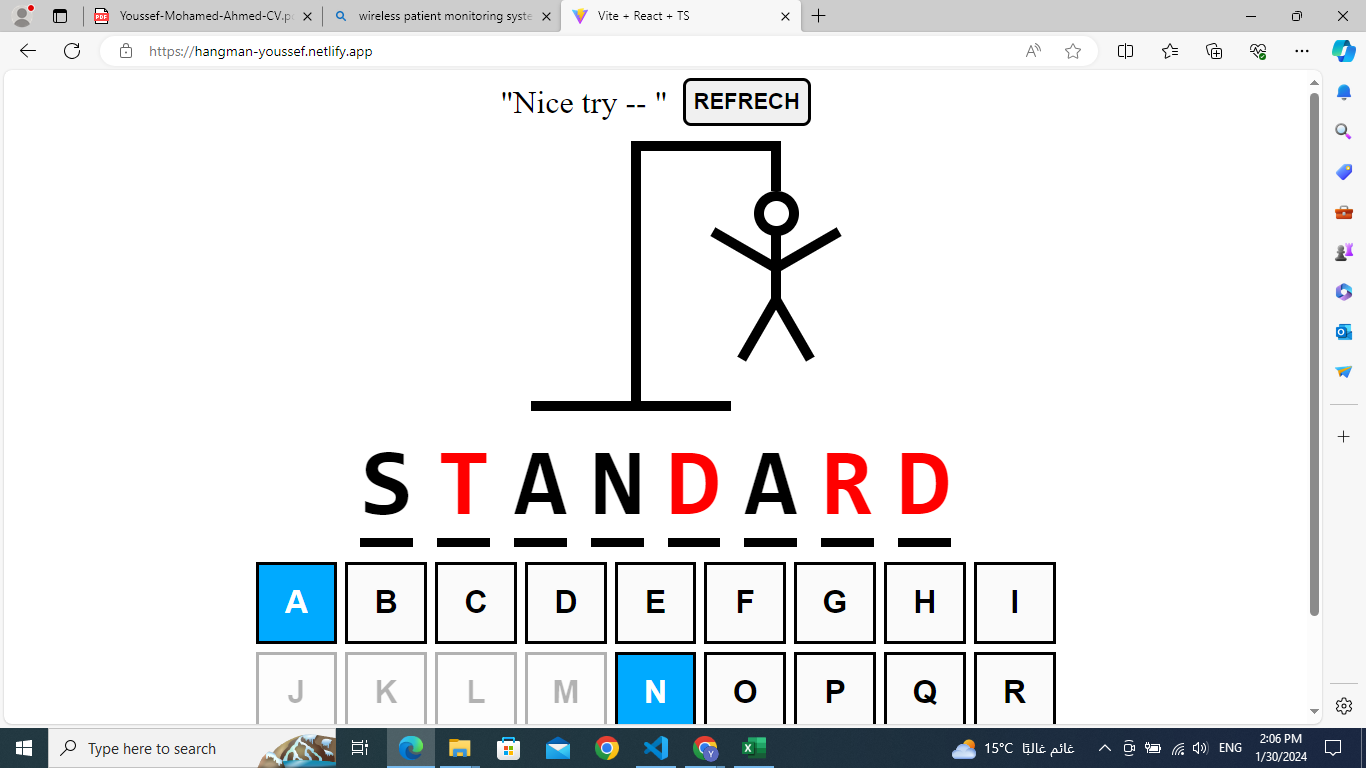 Youssef-Mohamed-Ahmed-CV.p
wireless patient monitoring syst
Vite + React + TS
https://hangman-youssef.netlify.app
"Nice try -- "
REFRECH
S T A N D A R D
A B C D E F G H I
J K L M N O P Q R
Type here to search
15°C غائم غالبًا
ENG
2:06 PM
1/30/2024